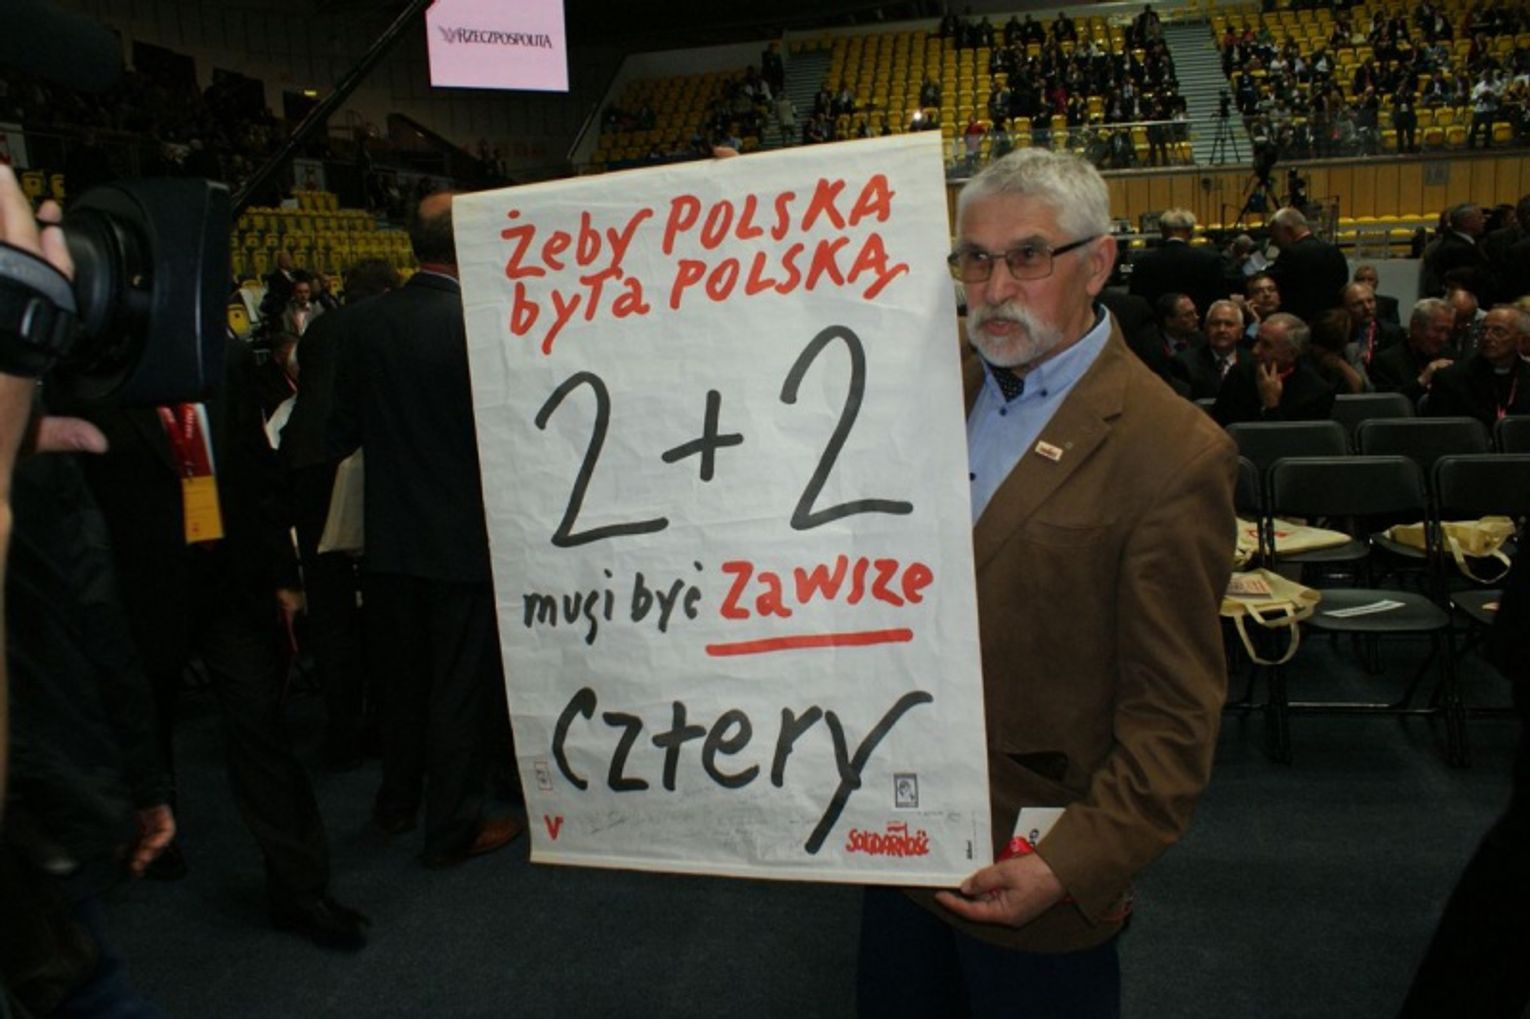 RZECZPOSPOLITA
żeby POLSKA
była POLSKĄ
2+2
musi być zawsze
cztery
V
SOLIDARNOŚĆ